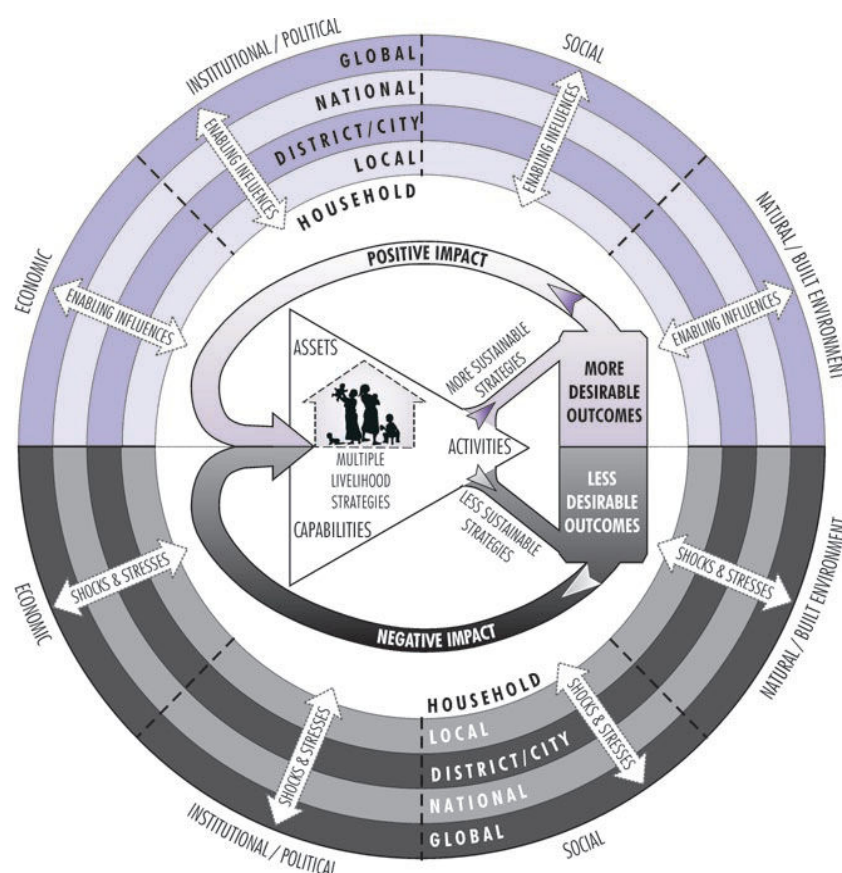 INSTITUTIONAL / POLITICAL
SOCIAL
GLOBAL
NATIONAL
DISTRICT/CITY
LOCAL
HOUSEHOLD
ENABLING INFLUENCES
ENABLING INFLUENCES
ECONOMIC
ENABLING INFLUENCES
NATURAL / BUILT ENVIRONMENT
ENABLING INFLUENCES
POSITIVE IMPACT
ASSETS
MORE SUSTAINABLE
STRATEGIES
MORE
DESIRABLE
OUTCOMES
ACTIVITIES
MULTIPLE
LIVELIHOOD
STRATEGIES
CAPABILITIES
LESS SUSTAINABLE
STRATEGIES
LESS
DESIRABLE
OUTCOMES
NEGATIVE IMPACT
ECONOMIC
SHOCKS & STRESSES
SHOCKS & STRESSES
NATURAL / BUILT ENVIRONMENT
SHOCKS & STRESSES
SHOCKS & STRESSES
HOUSEHOLD
LOCAL
DISTRICT/CITY
NATIONAL
GLOBAL
INSTITUTIONAL / POLITICAL
SOCIAL